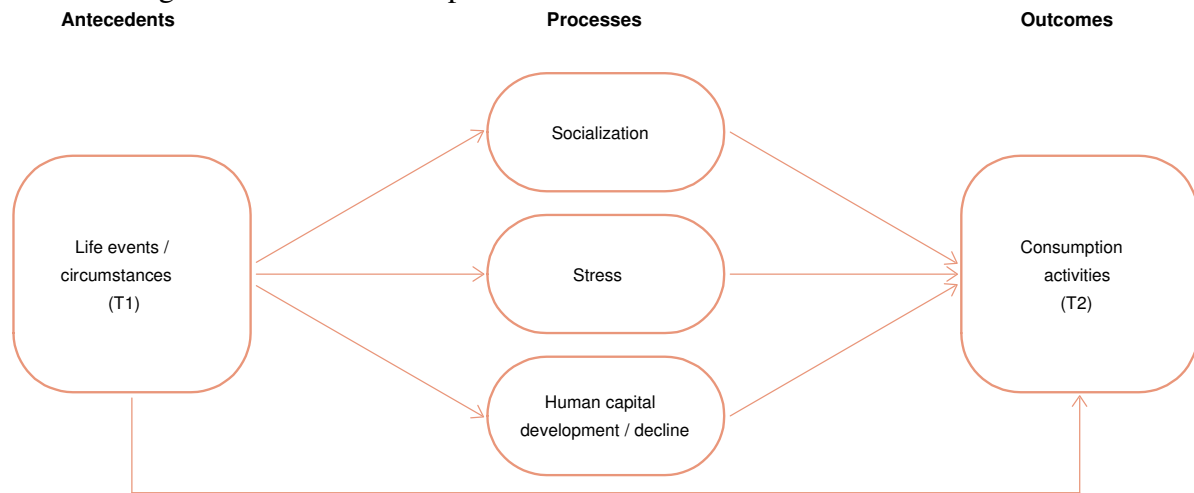 Antecedents
Processes
Outcomes
Socialization
Life events /
circumstances
(T1)
Stress
Consumption
activities
(T2)
Human capital
development / decline